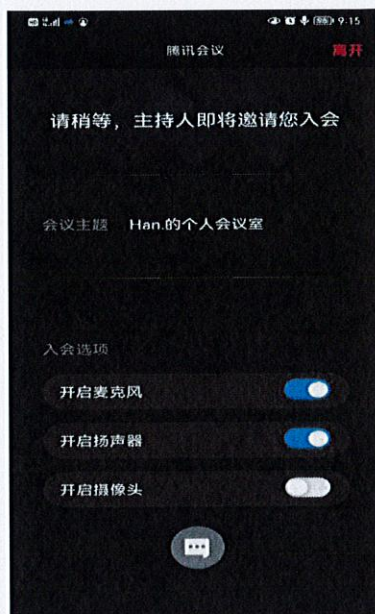 9:15
腾讯会议
离开
请稍等，主持人即将邀请您入会
会议主题 Han.的个人会议室
入会选项
开启麦克风
开启扬声器
开启摄像头